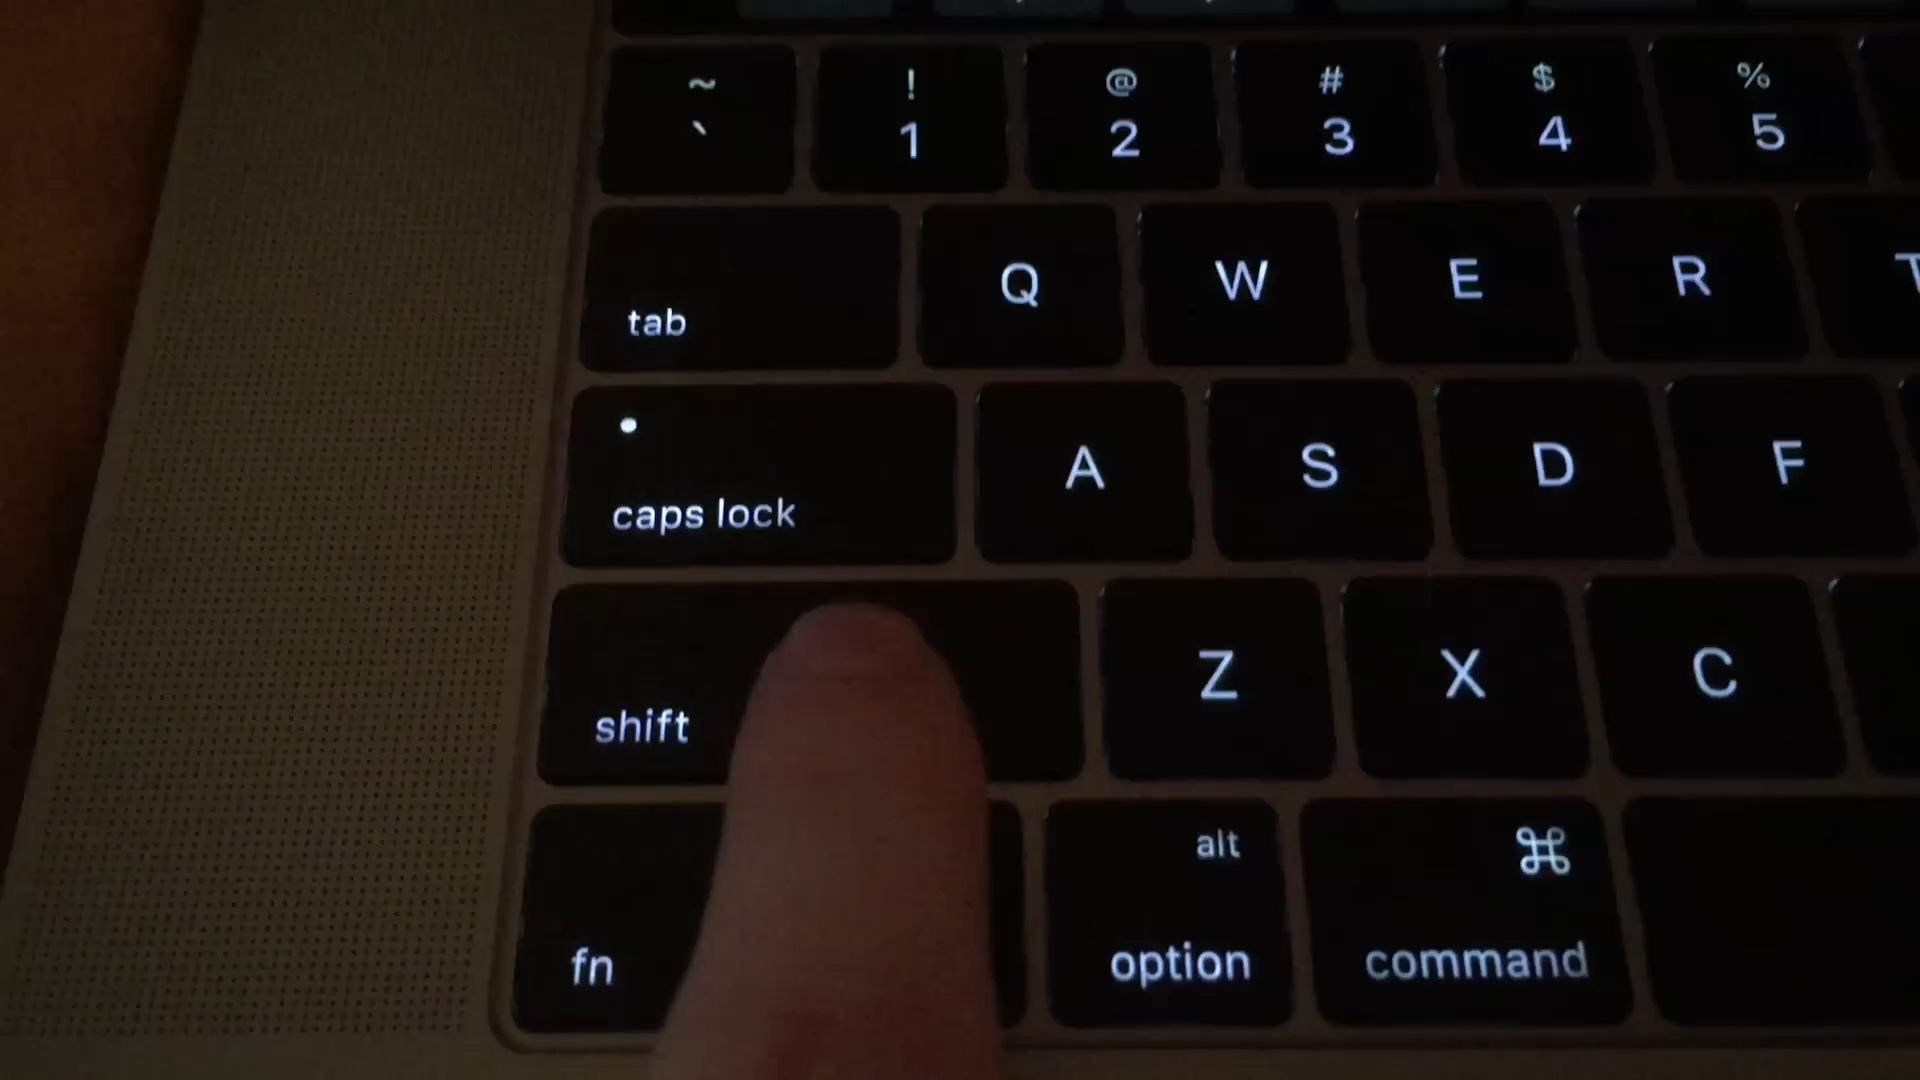 ~ ! @ # $ %
` 1 2 3 4 5
tab Q W E R T
caps lock A S D F
shift Z X C
alt ⌘
fn option command